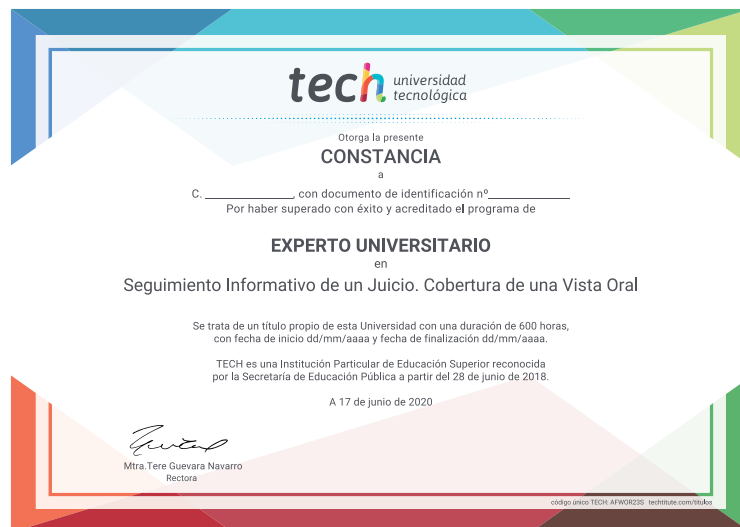 tech universidad
tecnológica
Otorga la presente
CONSTANCIA
a
C. ________________, con documento de identificación nº______________
Por haber superado con éxito y acreditado el programa de
EXPERTO UNIVERSITARIO
en
Seguimiento Informativo de un Juicio. Cobertura de una Vista Oral
Se trata de un título propio de esta Universidad con una duración de 600 horas,
con fecha de inicio dd/mm/aaaa y fecha de finalización dd/mm/aaaa.
TECH es una Institución Particular de Educación Superior reconocida
por la Secretaría de Educación Pública a partir del 28 de junio de 2018.
A 17 de junio de 2020
Mtra.Tere Guevara Navarro
Rectora
código único TECH: AFWOR23S techtitute.com/titulos